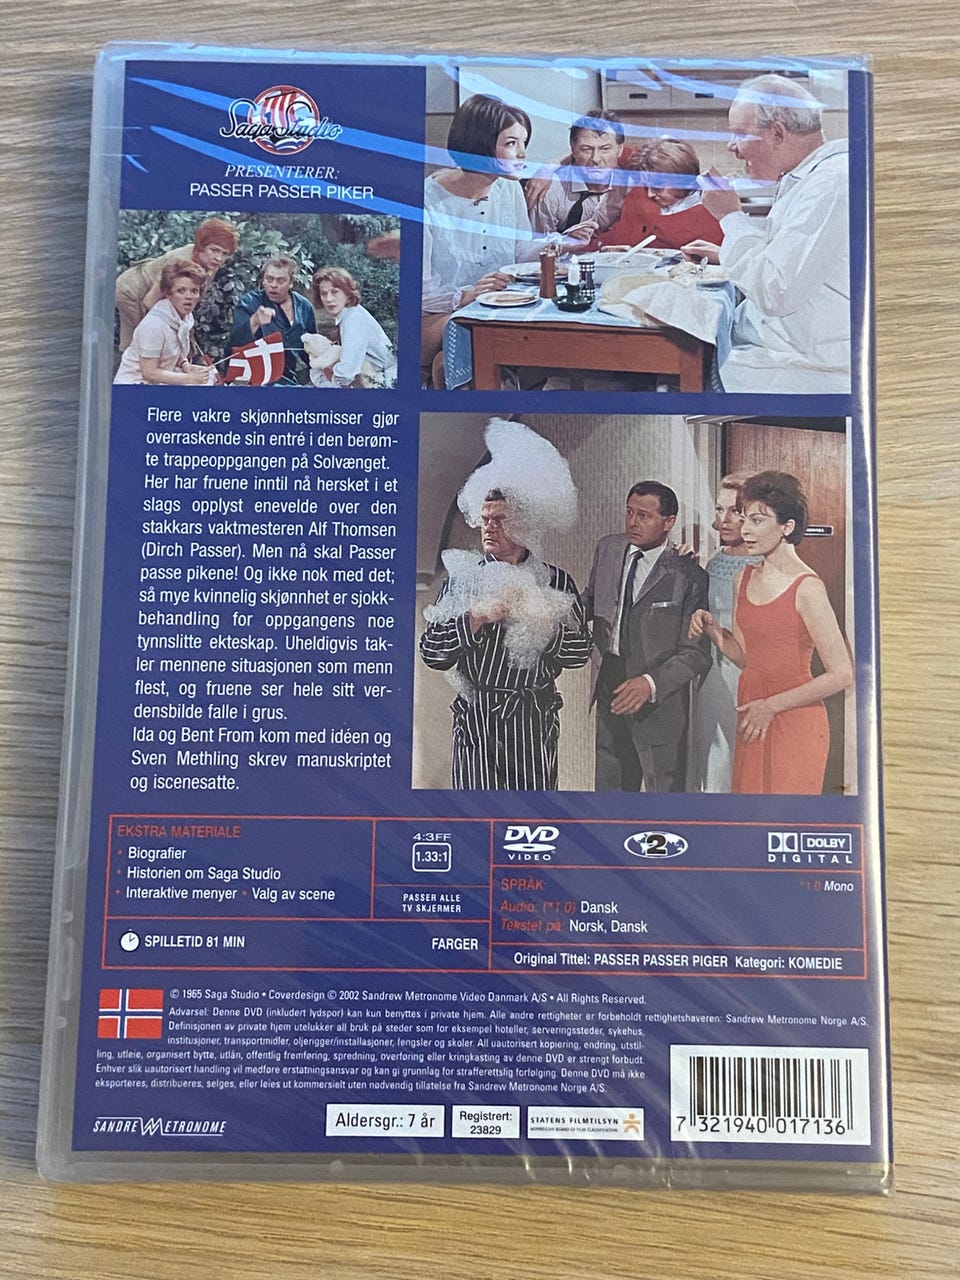 Saga Studio
PRESENTERER:
PASSER PASSER PIKER
Flere vakre skjønnhetsmisser gjør
overraskende sin entré i den berøm-
te trappeoppgangen på Solvænget.
Her har fruene inntil nå hersket i et
slags opplyst enevelde over den
stakkars vaktmesteren Alf Thomsen
(Dirch Passer). Men nå skal Passer
passe pikene! Og ikke nok med det;
så mye kvinnelig skjønnhet er sjokk-
behandling for oppgangens noe
tynnslitte ekteskap. Uheldigvis tak-
ler mennene situasjonen som menn
flest, og fruene ser hele sitt ver-
densbilde falle i grus.
Ida og Bent From kom med idéen og
Sven Methling skrev manuskriptet
og iscenesatte.
EKSTRA MATERIALE
• Biografier
• Historien om Saga Studio
• Interaktive menyer • Valg av scene
4:3FF
1.33:1
PASSER ALLE
TV SKJERMER
SPILLETID 81 MIN
FARGER
DVD
VIDEO
2
DOLBY
DIGITAL
SPRÅK:
*1.0 Mono
Audio: (*1.0) Dansk
Tekstet på: Norsk, Dansk
Original Tittel: PASSER PASSER PIGER Kategori: KOMEDIE
© 1965 Saga Studio • Coverdesign © 2002 Sandrew Metronome Video Danmark A/S • All Rights Reserved.
Advarsel: Denne DVD (inkludert lydspor) kan kun benyttes i private hjem. Alle andre rettigheter er forbeholdt rettighetshaveren: Sandrew Metronome Norge A/S.
Definisjonen av private hjem utelukker all bruk på steder som for eksempel hoteller, serveringssteder, sykehus,
institusjoner, transportmidler, oljerigger/installasjoner, fengsler og skoler. All uautorisert kopiering, endring, utstil-
ling, utleie, organisert bytte, utlån, offentlig fremføring, spredning, overføring eller kringkasting av denne DVD er strengt forbudt.
Enhver slik uautorisert handling vil medføre erstatningsansvar og kan gi grunnlag for strafferettslig forfølging. Denne DVD må ikke
eksporteres, distribueres, selges, eller leies ut kommersielt uten nødvendig tillatelse fra Sandrew Metronome Norge A/S.
SANDREW METRONOME
Aldersgr.: 7 år
Registrert:
23829
STATENS FILMTILSYN
NORWEGIAN BOARD OF FILM CLASSIFICATION
7 321940 017136